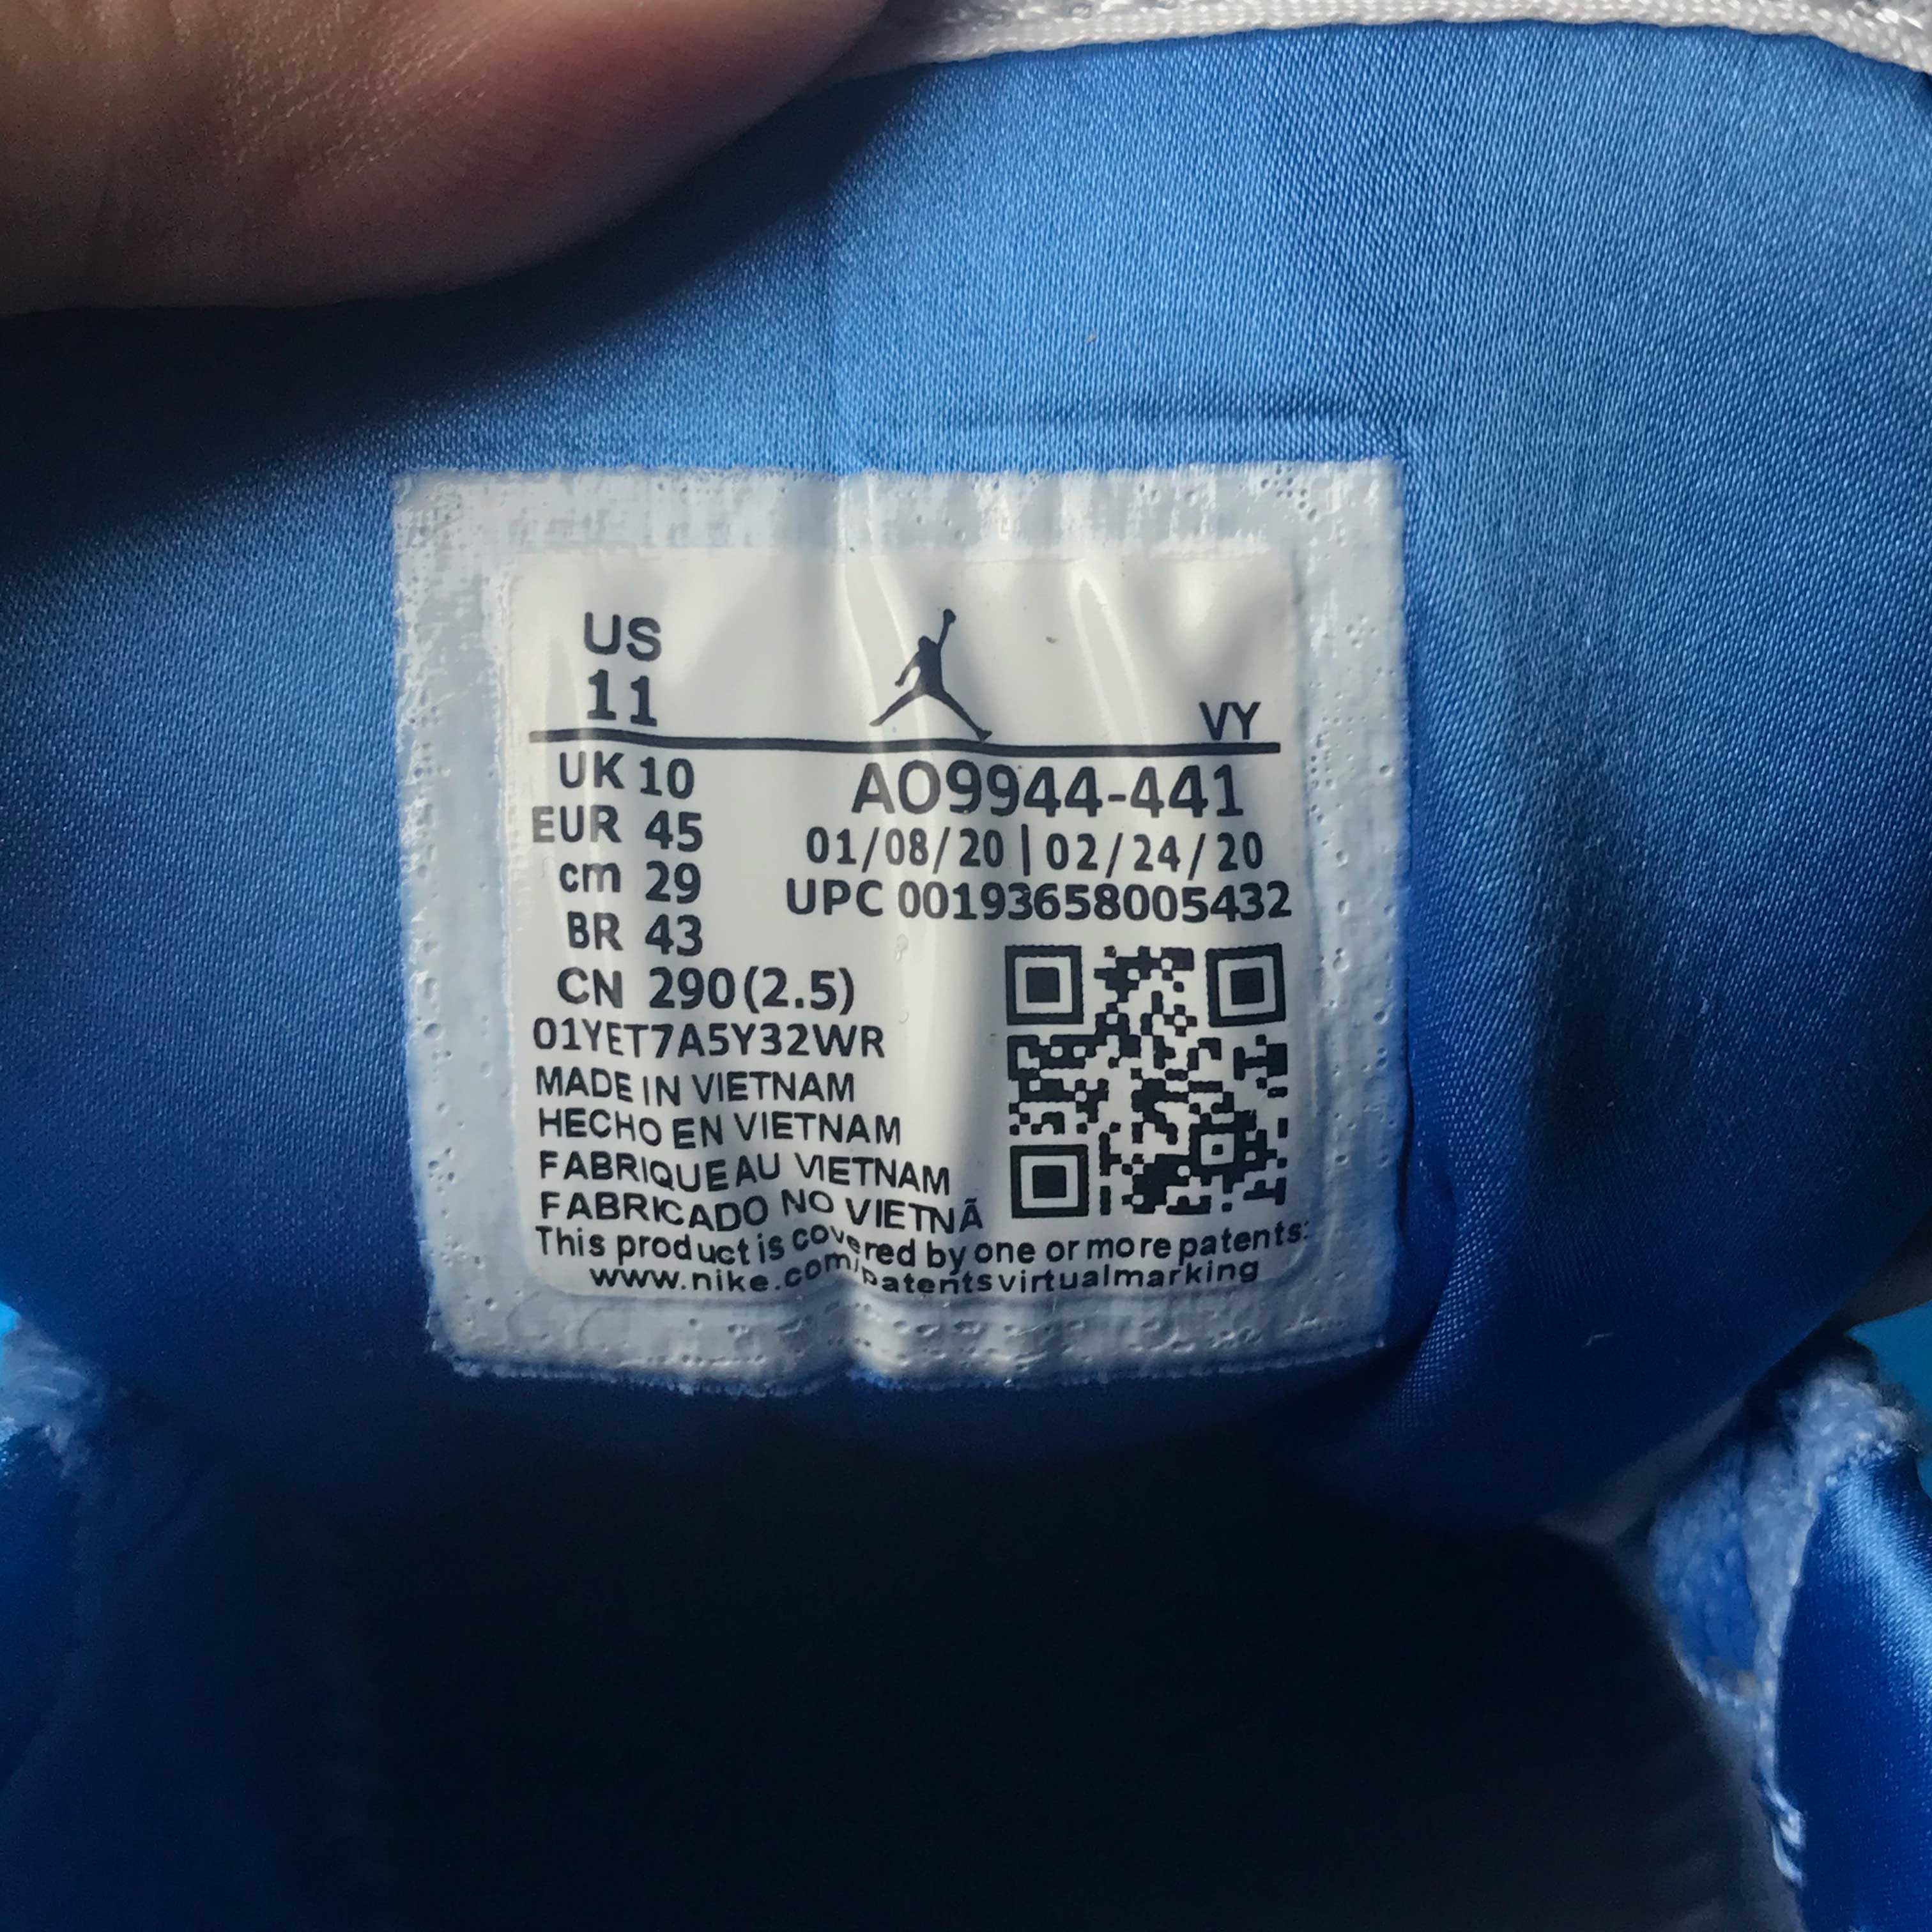 US
11
VY
UK 10
AO9944-441
EUR 45
01/08/20 | 02/24/20
cm 29
UPC 00193658005432
BR 43
CN 290(2.5)
01YET7A5Y32WR
MADE IN VIETNAM
HECHO EN VIETNAM
FABRIQUE AU VIETNAM
FABRICADO NO VIETNÃ
This product is covered by one or more patents:
www.nike.com/patentsvirtualmarking